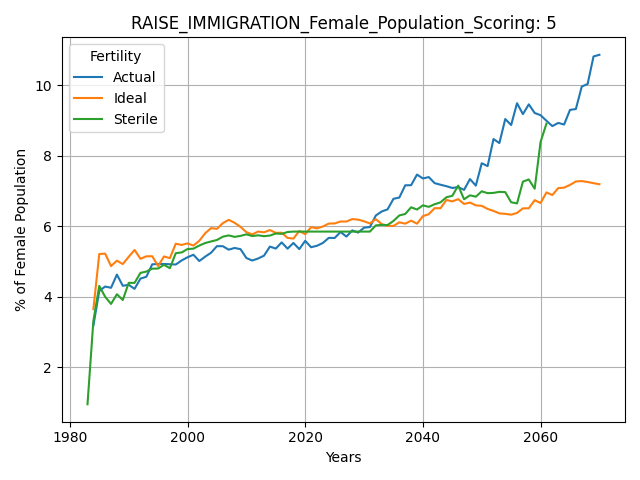 RAISE_IMMIGRATION_Female_Population_Scoring: 5
Fertility
Actual
Ideal
Sterile
% of Female Population
10
8
6
4
2
1980
2000
2020
2040
2060
Years